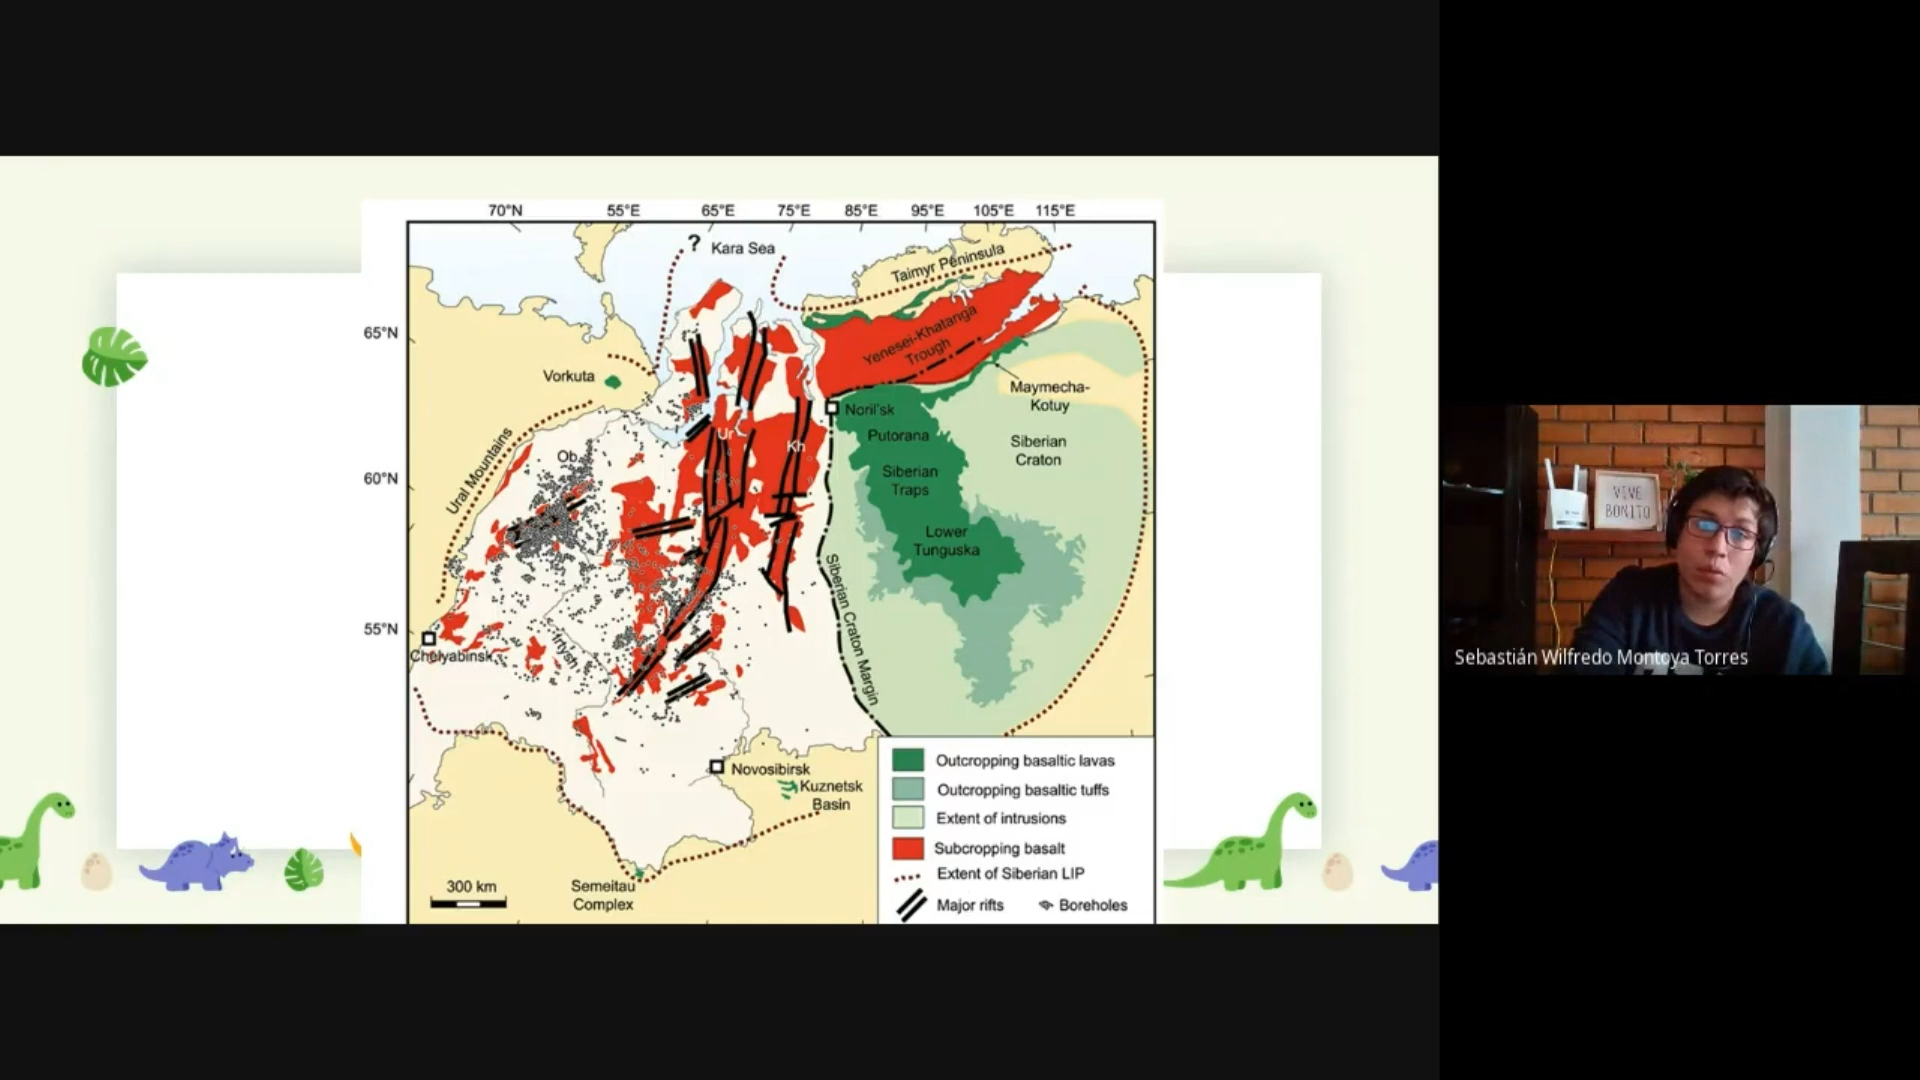 70°N 55°E 65°E 75°E 85°E 95°E 105°E 115°E
? Kara Sea
Taimyr Peninsula
65°N
Yenesei-Khatanga
Trough
Vorkuta
Maymecha-
Kotuy
Noril'sk
Ural Mountains
Ur
Kh
Putorana
Siberian
Craton
Ob
60°N
Siberian
Traps
Lower
Tunguska
VIVE
BONITO
Siberian Craton Margin
55°N
Chelyabinsk
Irtysh
Sebastián Wilfredo Montoya Torres
Novosibirsk
Kuznetsk
Basin
Semeitau
Complex
300 km
Outcropping basaltic lavas
Outcropping basaltic tuffs
Extent of intrusions
Subcropping basalt
Extent of Siberian LIP
Major rifts
Boreholes